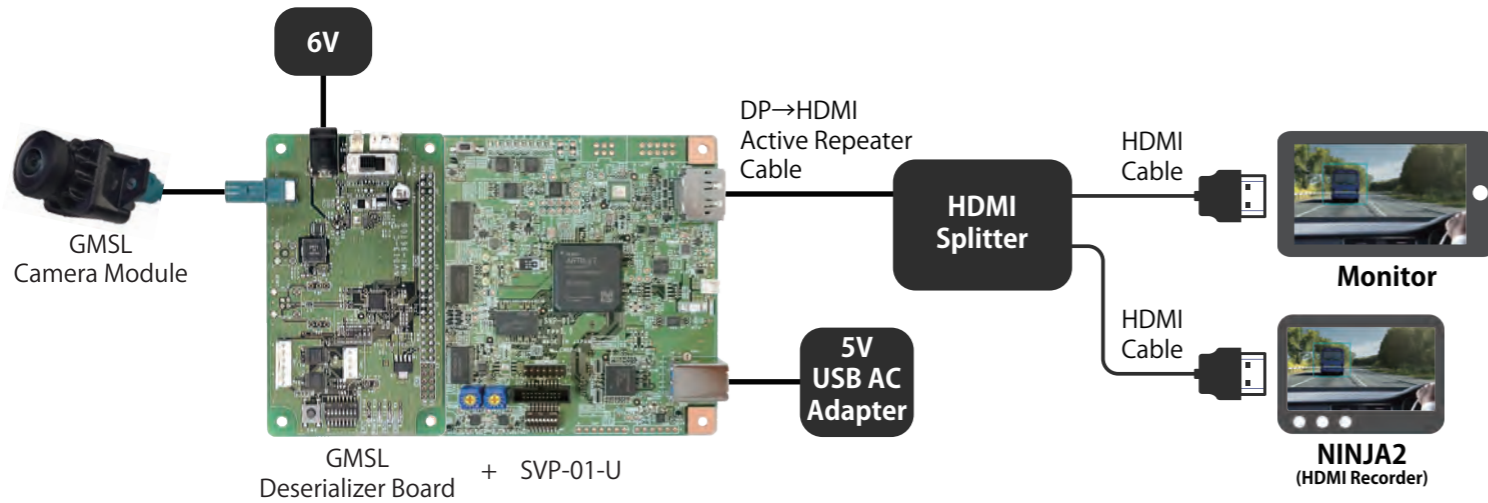 6V
DP→HDMI
Active Repeater
Cable
HDMI
Cable
HDMI
Splitter
GMSL
Camera Module
Monitor
HDMI
Cable
5V
USB AC
Adapter
GMSL
Deserializer Board
+ SVP-01-U
NINJA2
(HDMI Recorder)